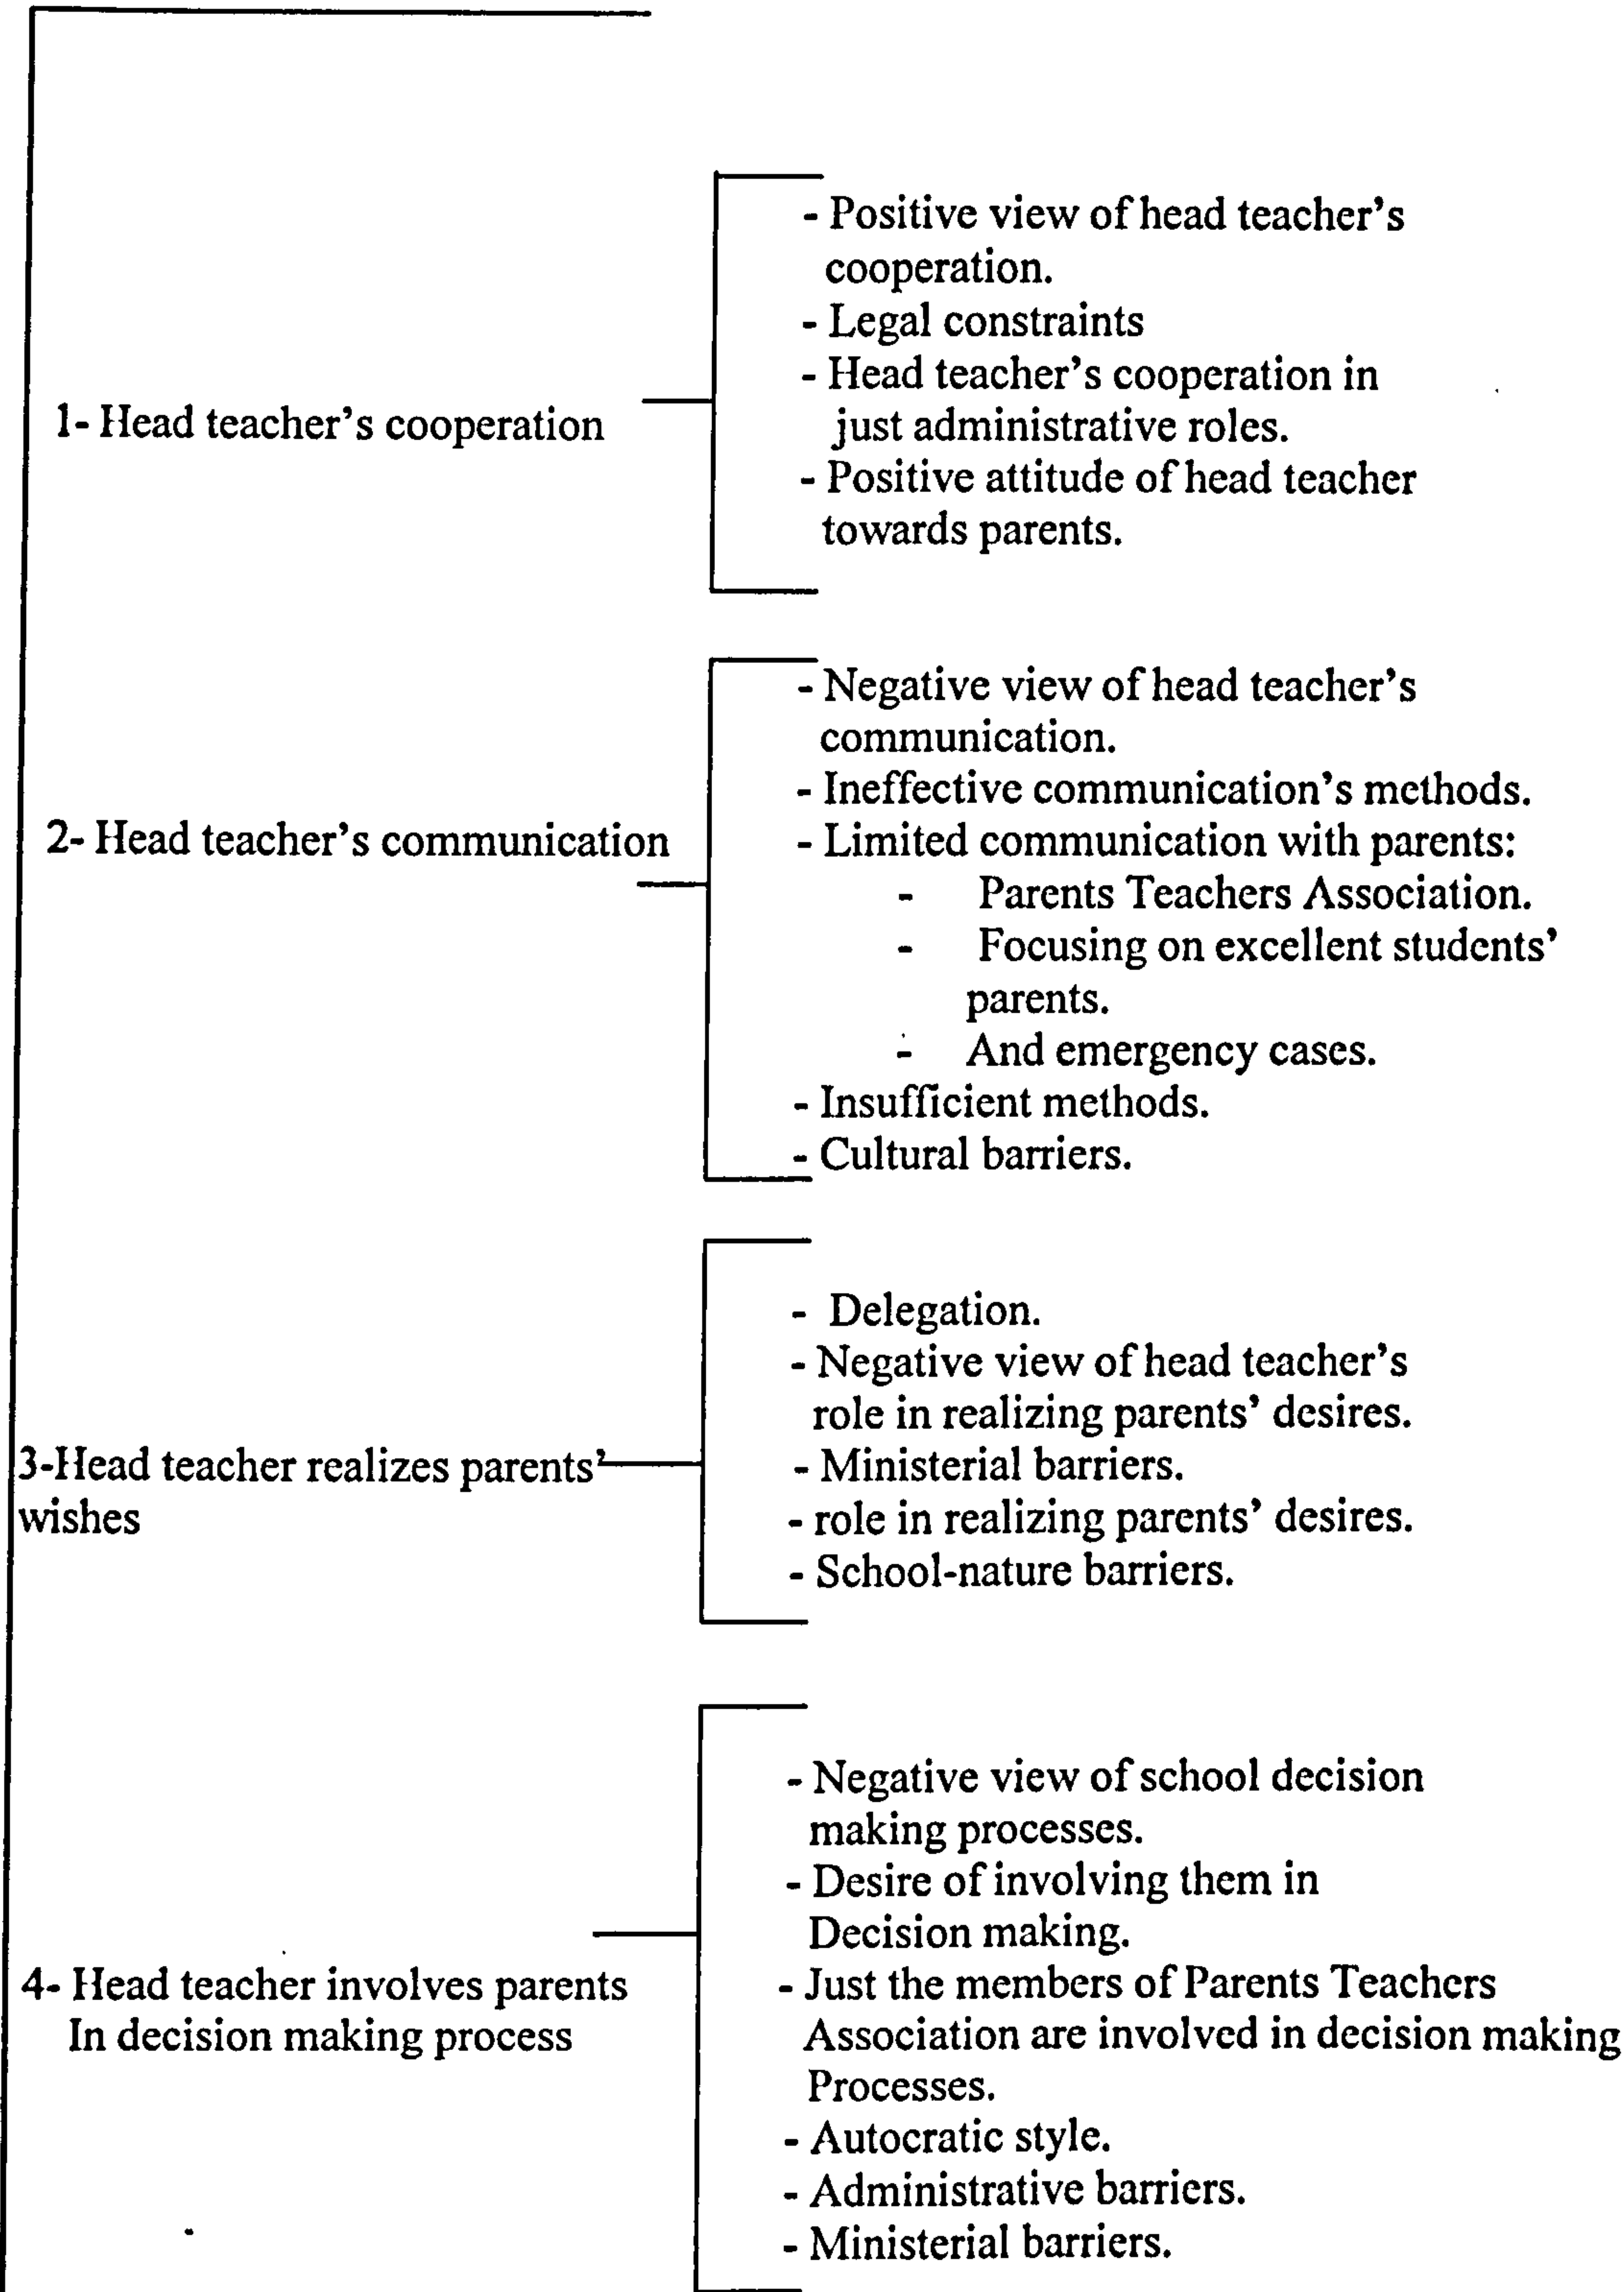 1- Head teacher's cooperation
- Positive view of head teacher's
cooperation.
- Legal constraints
- Head teacher's cooperation in
just administrative roles.
- Positive attitude of head teacher
towards parents.
2- Head teacher's communication
- Negative view of head teacher's
communication.
- Ineffective communication's methods.
- Limited communication with parents:
- Parents Teachers Association.
- Focusing on excellent students'
parents.
- And emergency cases.
- Insufficient methods.
- Cultural barriers.
3-Head teacher realizes parents'
wishes
- Delegation.
- Negative view of head teacher's
role in realizing parents' desires.
- Ministerial barriers.
- role in realizing parents' desires.
- School-nature barriers.
4- Head teacher involves parents
In decision making process
- Negative view of school decision
making processes.
- Desire of involving them in
Decision making.
- Just the members of Parents Teachers
Association are involved in decision making
Processes.
- Autocratic style.
- Administrative barriers.
- Ministerial barriers.